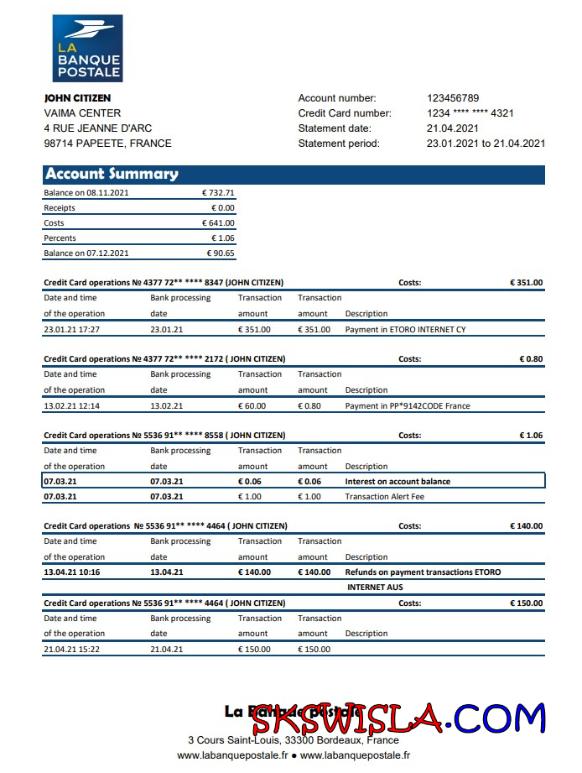 LA
BANQUE
POSTALE
JOHN CITIZEN
VAIMA CENTER
4 RUE JEANNE D'ARC
98714 PAPEETE, FRANCE
Account number: 123456789
Credit Card number: 1234 **** **** 4321
Statement date: 21.04.2021
Statement period: 23.01.2021 to 21.04.2021
Account Summary
Balance on 08.11.2021 € 732.71
Receipts € 0.00
Costs € 641.00
Percents € 1.06
Balance on 07.12.2021 € 90.65
Credit Card operations № 4377 72** **** 8347 (JOHN CITIZEN) Costs: € 351.00
Date and time Bank processing Transaction Transaction
of the operation date amount amount Description
23.01.21 17:27 23.01.21 € 351.00 € 351.00 Payment in ETORO INTERNET CY
Credit Card operations № 4377 72** **** 2172 ( JOHN CITIZEN) Costs: € 0.80
Date and time Bank processing Transaction Transaction
of the operation date amount amount Description
13.02.21 12:14 13.02.21 € 60.00 € 0.80 Payment in PP*9142CODE France
Credit Card operations № 5536 91** **** 8558 ( JOHN CITIZEN) Costs: € 1.06
Date and time Bank processing Transaction Transaction
of the operation date amount amount Description
07.03.21 07.03.21 € 0.06 € 0.06 Interest on account balance
07.03.21 07.03.21 € 1.00 € 1.00 Transaction Alert Fee
Credit Card operations № 5536 91** **** 4464 ( JOHN CITIZEN) Costs: € 140.00
Date and time Bank processing Transaction Transaction
of the operation date amount amount Description
13.04.21 10:16 13.04.21 € 140.00 € 140.00 Refunds on payment transactions ETORO
INTERNET AUS
Credit Card operations № 5536 91** **** 4464 ( JOHN CITIZEN) Costs: € 150.00
Date and time Bank processing Transaction Transaction
of the operation date amount amount Description
21.04.21 15:22 21.04.21 € 150.00 € 150.00
La Banque postale
SKSWISLA.COM
3 Cours Saint-Louis, 33300 Bordeaux, France
www.labanquepostale.fr ● www.labanquepostale.fr